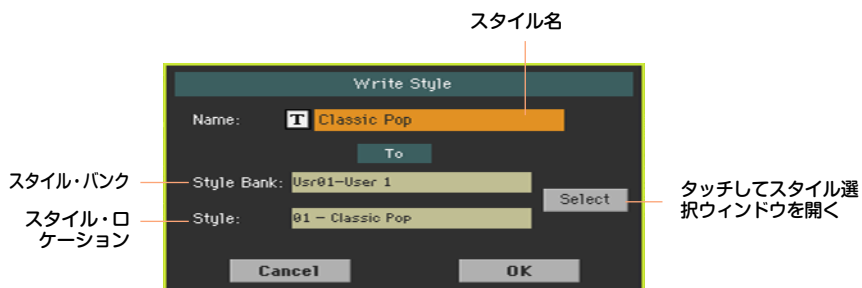 スタイル名
Write Style
Name:
T Classic Pop
To
スタイル・バンク
Style Bank: Usr01-User 1
Select
タッチしてスタイル選
択ウィンドウを開く
スタイル・ロ
ケーション
Style: 01 - Classic Pop
Cancel
OK